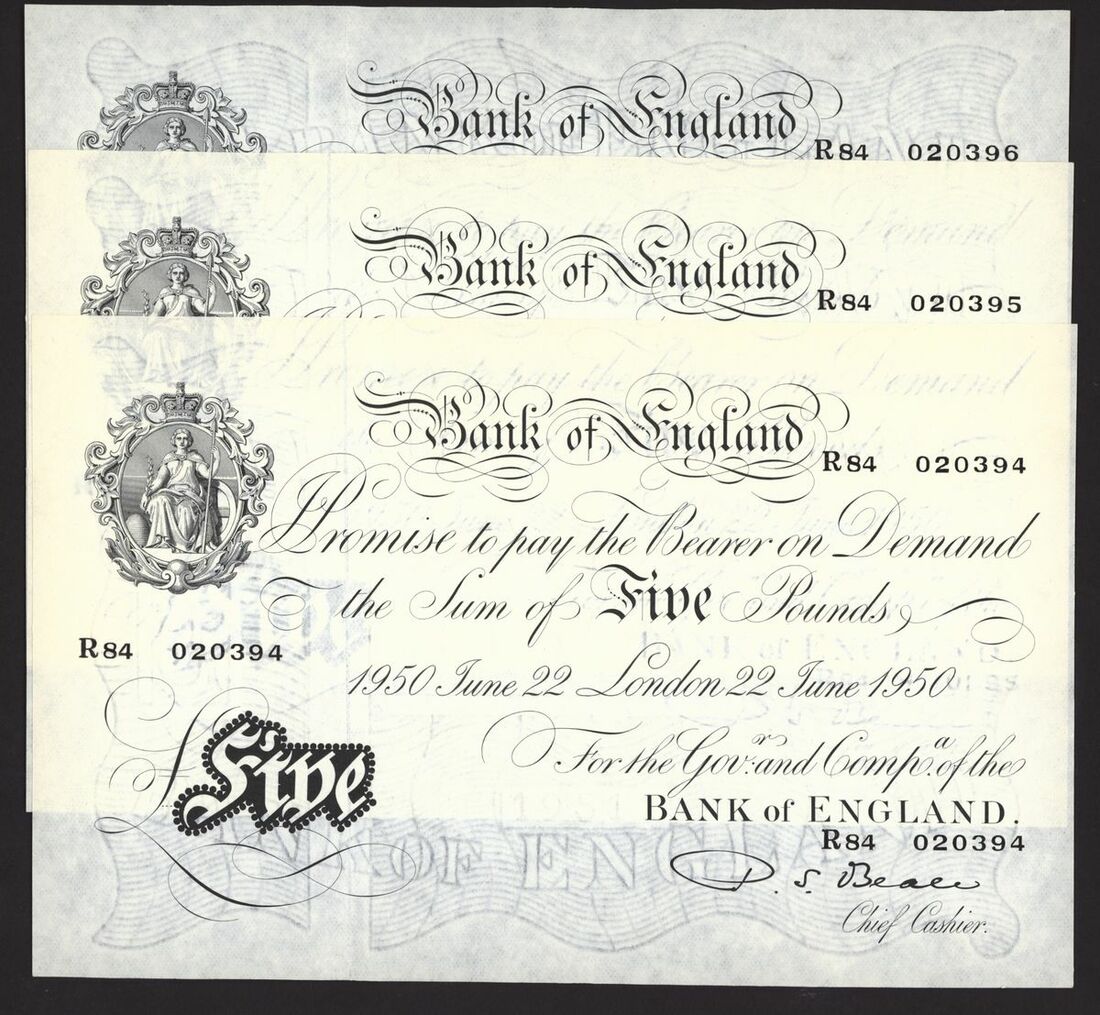 Bank of England
R84 020396
Bank of England
R84 020395
Bank of England
R84 020394
I Promise to pay the Bearer on Demand
the Sum of Five Pounds
R84 020394
1950 June 22 London 22 June 1950
For the Govr. and Compa. of the
BANK of ENGLAND.
R84 020394
£Five
P. S. Beale
Chief Cashier.
OF ENGLA